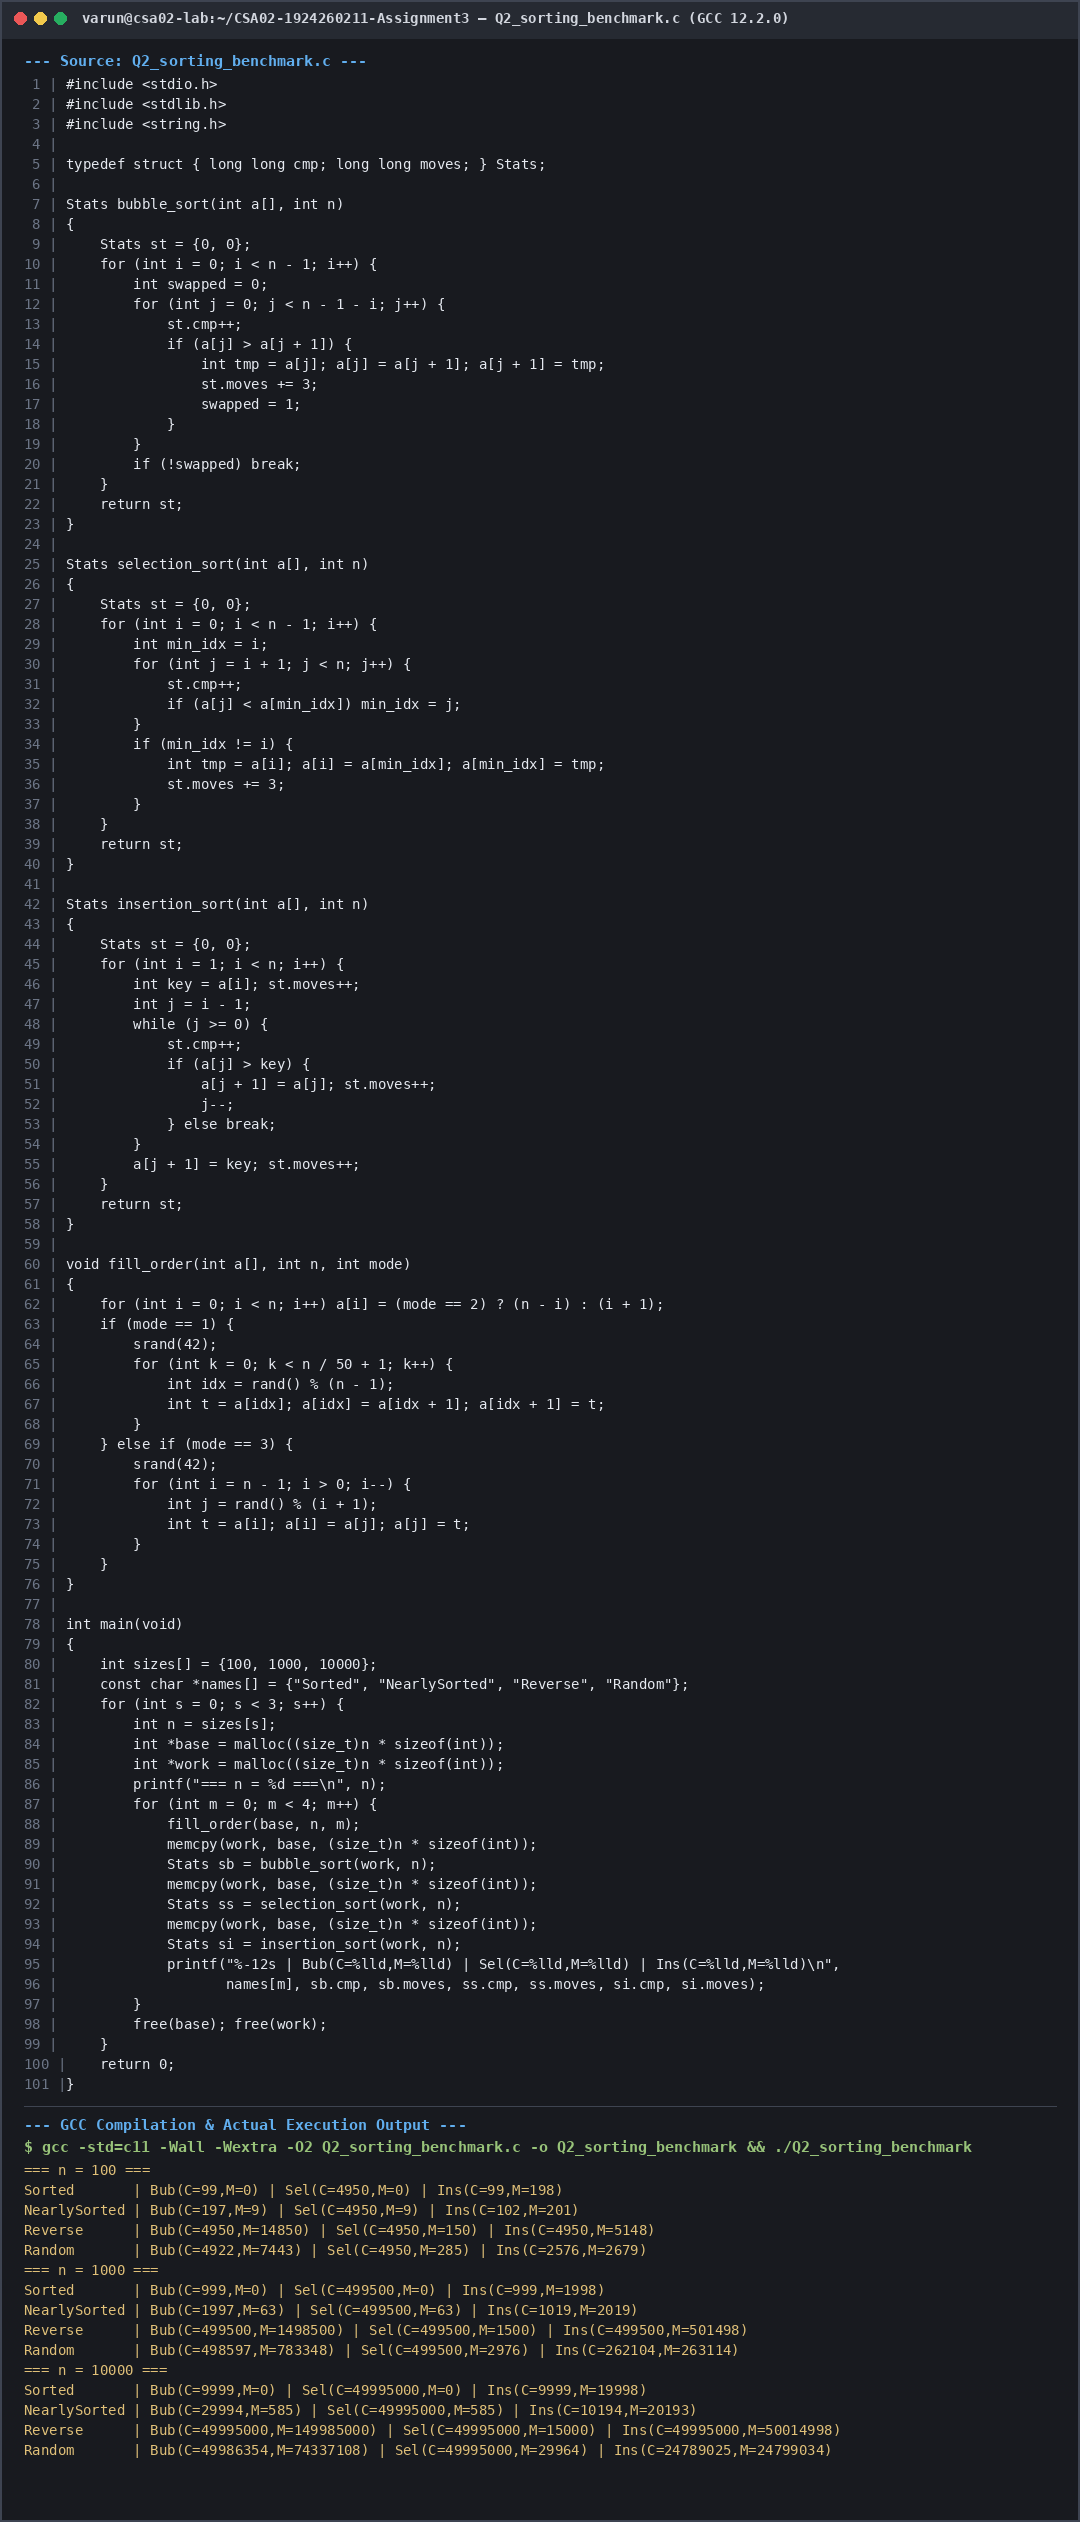 varun@csa02-lab:~/CSA02-1924260211-Assignment3 — Q2_sorting_benchmark.c (GCC 12.2.0)
--- Source: Q2_sorting_benchmark.c ---
1 | #include <stdio.h>
2 | #include <stdlib.h>
3 | #include <string.h>
4 |
5 | typedef struct { long long cmp; long long moves; } Stats;
6 |
7 | Stats bubble_sort(int a[], int n)
8 | {
9 |     Stats st = {0, 0};
10 |     for (int i = 0; i < n - 1; i++) {
11 |         int swapped = 0;
12 |         for (int j = 0; j < n - 1 - i; j++) {
13 |             st.cmp++;
14 |             if (a[j] > a[j + 1]) {
15 |                 int tmp = a[j]; a[j] = a[j + 1]; a[j + 1] = tmp;
16 |                 st.moves += 3;
17 |                 swapped = 1;
18 |             }
19 |         }
20 |         if (!swapped) break;
21 |     }
22 |     return st;
23 | }
24 |
25 | Stats selection_sort(int a[], int n)
26 | {
27 |     Stats st = {0, 0};
28 |     for (int i = 0; i < n - 1; i++) {
29 |         int min_idx = i;
30 |         for (int j = i + 1; j < n; j++) {
31 |             st.cmp++;
32 |             if (a[j] < a[min_idx]) min_idx = j;
33 |         }
34 |         if (min_idx != i) {
35 |             int tmp = a[i]; a[i] = a[min_idx]; a[min_idx] = tmp;
36 |             st.moves += 3;
37 |         }
38 |     }
39 |     return st;
40 | }
41 |
42 | Stats insertion_sort(int a[], int n)
43 | {
44 |     Stats st = {0, 0};
45 |     for (int i = 1; i < n; i++) {
46 |         int key = a[i]; st.moves++;
47 |         int j = i - 1;
48 |         while (j >= 0) {
49 |             st.cmp++;
50 |             if (a[j] > key) {
51 |                 a[j + 1] = a[j]; st.moves++;
52 |                 j--;
53 |             } else break;
54 |         }
55 |         a[j + 1] = key; st.moves++;
56 |     }
57 |     return st;
58 | }
59 |
60 | void fill_order(int a[], int n, int mode)
61 | {
62 |     for (int i = 0; i < n; i++) a[i] = (mode == 2) ? (n - i) : (i + 1);
63 |     if (mode == 1) {
64 |         srand(42);
65 |         for (int k = 0; k < n / 50 + 1; k++) {
66 |             int idx = rand() % (n - 1);
67 |             int t = a[idx]; a[idx] = a[idx + 1]; a[idx + 1] = t;
68 |         }
69 |     } else if (mode == 3) {
70 |         srand(42);
71 |         for (int i = n - 1; i > 0; i--) {
72 |             int j = rand() % (i + 1);
73 |             int t = a[i]; a[i] = a[j]; a[j] = t;
74 |         }
75 |     }
76 | }
77 |
78 | int main(void)
79 | {
80 |     int sizes[] = {100, 1000, 10000};
81 |     const char *names[] = {"Sorted", "NearlySorted", "Reverse", "Random"};
82 |     for (int s = 0; s < 3; s++) {
83 |         int n = sizes[s];
84 |         int *base = malloc((size_t)n * sizeof(int));
85 |         int *work = malloc((size_t)n * sizeof(int));
86 |         printf("=== n = %d ===\n", n);
87 |         for (int m = 0; m < 4; m++) {
88 |             fill_order(base, n, m);
89 |             memcpy(work, base, (size_t)n * sizeof(int));
90 |             Stats sb = bubble_sort(work, n);
91 |             memcpy(work, base, (size_t)n * sizeof(int));
92 |             Stats ss = selection_sort(work, n);
93 |             memcpy(work, base, (size_t)n * sizeof(int));
94 |             Stats si = insertion_sort(work, n);
95 |             printf("%-12s | Bub(C=%lld,M=%lld) | Sel(C=%lld,M=%lld) | Ins(C=%lld,M=%lld)\n",
96 |                    names[m], sb.cmp, sb.moves, ss.cmp, ss.moves, si.cmp, si.moves);
97 |         }
98 |         free(base); free(work);
99 |     }
100 |    return 0;
101 |}
--- GCC Compilation & Actual Execution Output ---
$ gcc -std=c11 -Wall -Wextra -O2 Q2_sorting_benchmark.c -o Q2_sorting_benchmark && ./Q2_sorting_benchmark
=== n = 100 ===
Sorted       | Bub(C=99,M=0) | Sel(C=4950,M=0) | Ins(C=99,M=198)
NearlySorted | Bub(C=197,M=9) | Sel(C=4950,M=9) | Ins(C=102,M=201)
Reverse      | Bub(C=4950,M=14850) | Sel(C=4950,M=150) | Ins(C=4950,M=5148)
Random       | Bub(C=4922,M=7443) | Sel(C=4950,M=285) | Ins(C=2576,M=2679)
=== n = 1000 ===
Sorted       | Bub(C=999,M=0) | Sel(C=499500,M=0) | Ins(C=999,M=1998)
NearlySorted | Bub(C=1997,M=63) | Sel(C=499500,M=63) | Ins(C=1019,M=2019)
Reverse      | Bub(C=499500,M=1498500) | Sel(C=499500,M=1500) | Ins(C=499500,M=501498)
Random       | Bub(C=498597,M=783348) | Sel(C=499500,M=2976) | Ins(C=262104,M=263114)
=== n = 10000 ===
Sorted       | Bub(C=9999,M=0) | Sel(C=49995000,M=0) | Ins(C=9999,M=19998)
NearlySorted | Bub(C=29994,M=585) | Sel(C=49995000,M=585) | Ins(C=10194,M=20193)
Reverse      | Bub(C=49995000,M=149985000) | Sel(C=49995000,M=15000) | Ins(C=49995000,M=50014998)
Random       | Bub(C=49986354,M=74337108) | Sel(C=49995000,M=29964) | Ins(C=24789025,M=24799034)